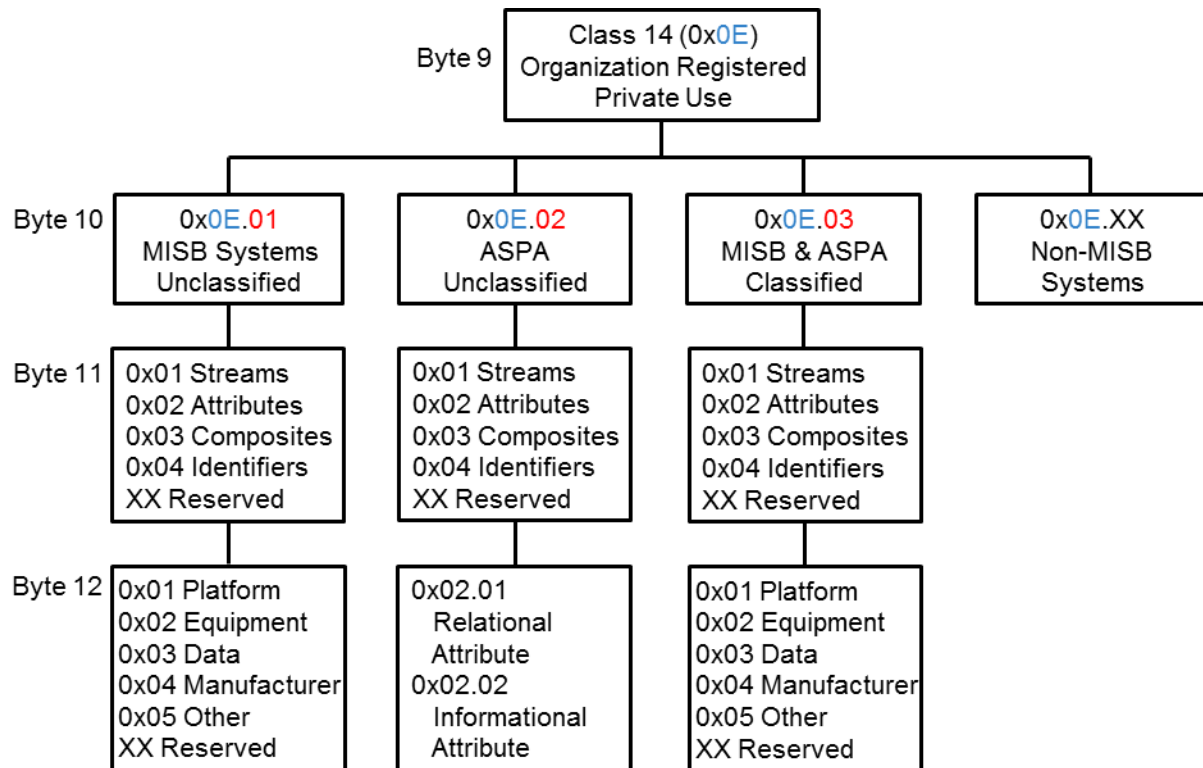 Byte 9
Class 14 (0x0E)
Organization Registered
Private Use
Byte 10
0x0E.01
MISB Systems
Unclassified
0x0E.02
ASPA
Unclassified
0x0E.03
MISB & ASPA
Classified
0x0E.XX
Non-MISB
Systems
Byte 11
0x01 Streams
0x02 Attributes
0x03 Composites
0x04 Identifiers
XX Reserved
0x01 Streams
0x02 Attributes
0x03 Composites
0x04 Identifiers
XX Reserved
0x01 Streams
0x02 Attributes
0x03 Composites
0x04 Identifiers
XX Reserved
Byte 12
0x01 Platform
0x02 Equipment
0x03 Data
0x04 Manufacturer
0x05 Other
XX Reserved
0x02.01
Relational
Attribute
0x02.02
Informational
Attribute
0x01 Platform
0x02 Equipment
0x03 Data
0x04 Manufacturer
0x05 Other
XX Reserved